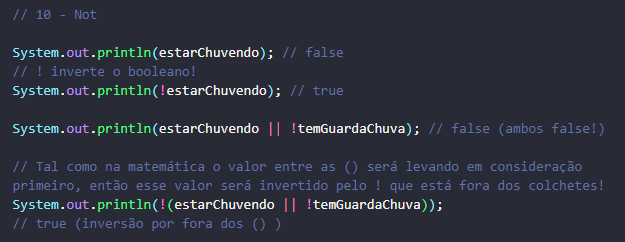 // 10 - Not
System.out.println(estarChuvendo); // false
// ! inverte o booleano!
System.out.println(!estarChuvendo); // true
System.out.println(estarChuvendo || !temGuardaChuva); // false (ambos false!)
// Tal como na matemática o valor entre as () será levando em consideração
primeiro, então esse valor será invertido pelo ! que está fora dos colchetes!
System.out.println(!(estarChuvendo || !temGuardaChuva));
// true (inversão por fora dos () )